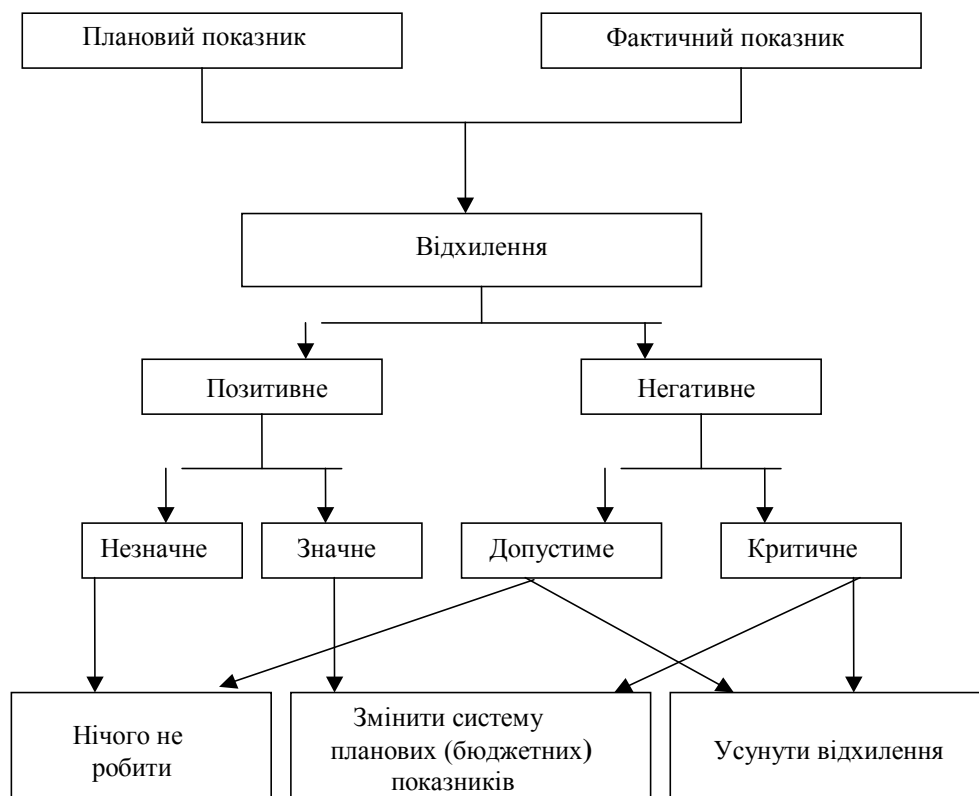 Плановий показник
Фактичний показник
Відхилення
Позитивне
Негативне
Незначне
Значне
Допустиме
Критичне
Нічого не
робити
Змінити систему
планових (бюджетних)
показників
Усунути відхилення